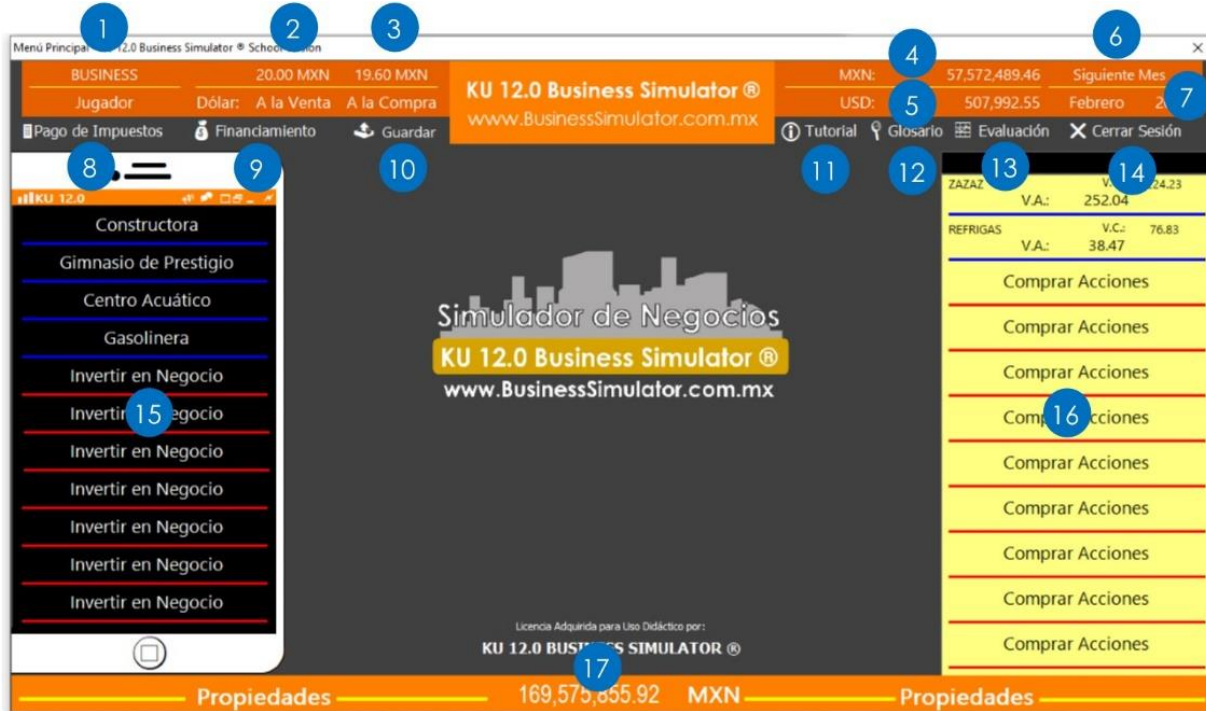 1 2 3 4 5 6 7
Menú Principal 12.0 Business Simulator ® School
BUSINESS 20.00 MXN 19.60 MXN
Jugador Dólar: A la Venta A la Compra
KU 12.0 Business Simulator ®
www.BusinessSimulator.com.mx
MXN: 57,572,489.46 Siguiente Mes
USD: 507,992.55 Febrero
Pago de Impuestos Financiamiento Guardar Tutorial Glosario Evaluación Cerrar Sesión
8 9 10 11 12 13 14
KU 12.0
Constructora
Gimnasio de Prestigio
Centro Acuático
Gasolinera
Invertir en Negocio
Invertir Negocio
Invertir en Negocio
Invertir en Negocio
Invertir en Negocio
Invertir en Negocio
Invertir en Negocio
15
Simulador de Negocios
KU 12.0 Business Simulator ®
www.BusinessSimulator.com.mx
Licencia Adquirida para Uso Didáctico por:
KU 12.0 BUSINESS SIMULATOR ®
ZAZAZ
V.A.: 252.04
REFRIGAS V.C.: 76.83
V.A.: 38.47
Comprar Acciones
Comprar Acciones
Comprar Acciones
Acciones
Comprar Acciones
Comprar Acciones
Comprar Acciones
Comprar Acciones
Comprar Acciones
16
17
Propiedades 169,575,855.92 MXN Propiedades